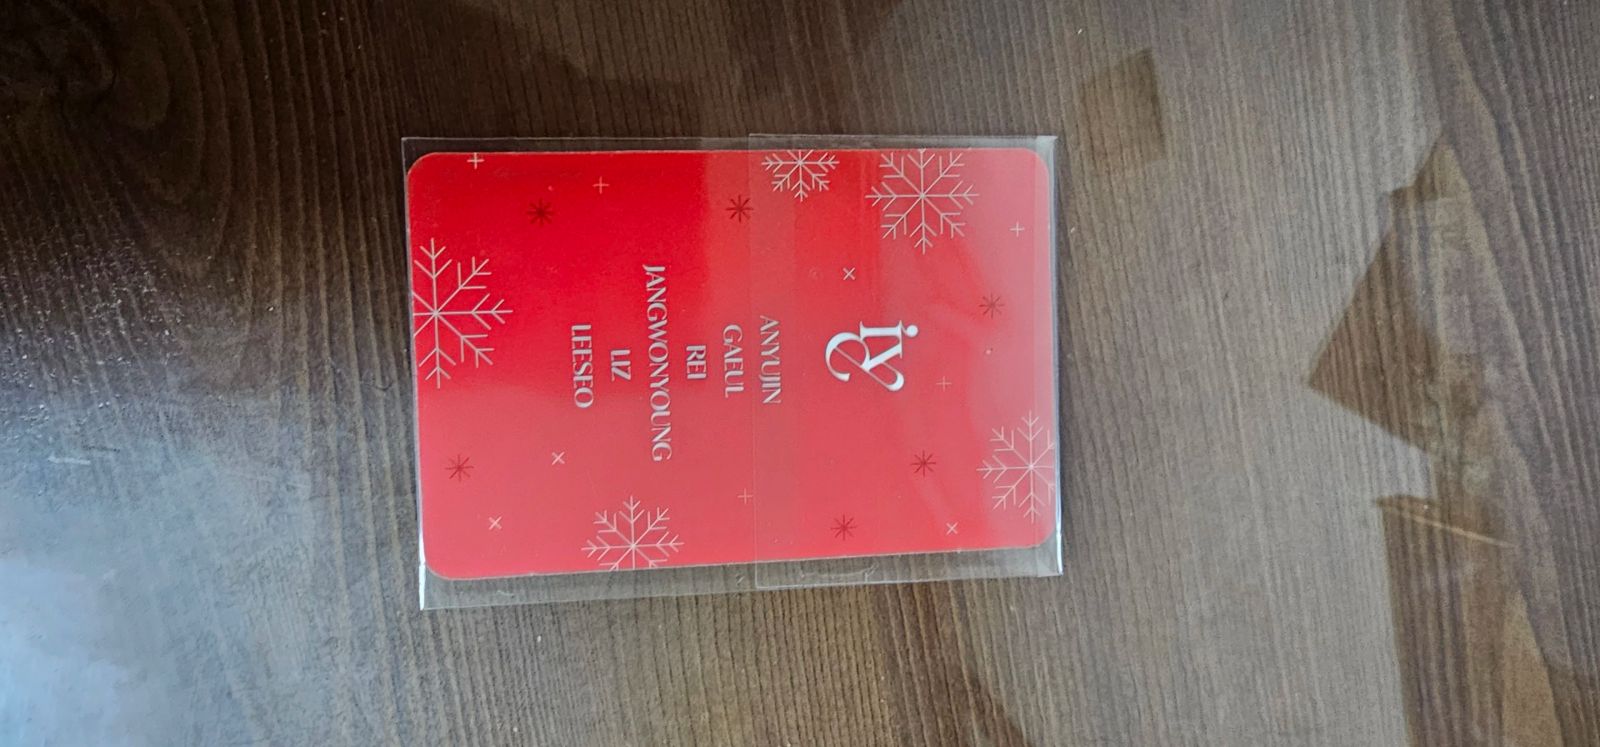 IVE
ANYUJIN
GAEUL
REI
JANGWONYOUNG
LIZ
LEESEO